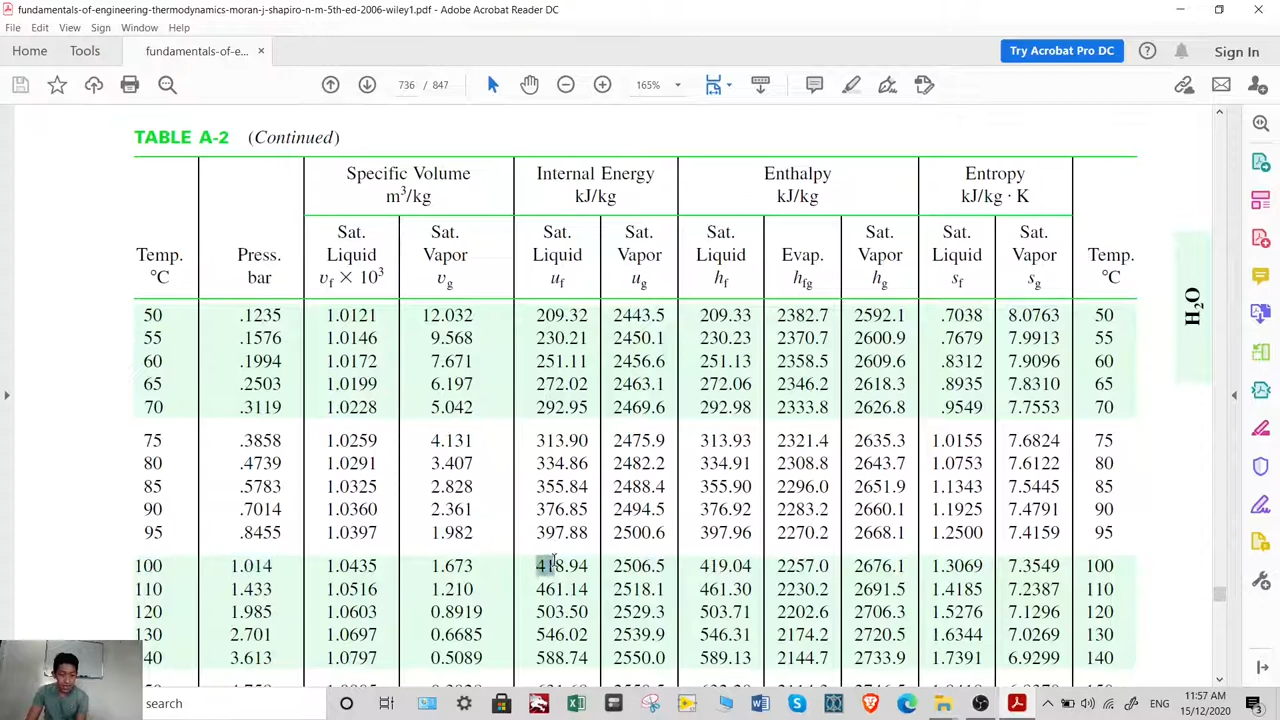 fundamentals-of-engineering-thermodynamics-moran-j-shapiro-n-m-5th-ed-2006-wiley1.pdf - Adobe Acrobat Reader DC
File Edit View Sign Window Help
Home Tools fundamentals-of-e... × Try Acrobat Pro DC Sign In
736 / 847 165%
TABLE A-2 (Continued)
Specific Volume Internal Energy Enthalpy Entropy
m³/kg kJ/kg kJ/kg kJ/kg · K
Sat. Sat. Sat. Sat. Sat. Sat. Sat. Sat.
Temp. Press. Liquid Vapor Liquid Vapor Liquid Evap. Vapor Liquid Vapor Temp.
°C bar vf × 10³ vg uf ug hf hfg hg sf sg °C
50 .1235 1.0121 12.032 209.32 2443.5 209.33 2382.7 2592.1 .7038 8.0763 50
55 .1576 1.0146 9.568 230.21 2450.1 230.23 2370.7 2600.9 .7679 7.9913 55
60 .1994 1.0172 7.671 251.11 2456.6 251.13 2358.5 2609.6 .8312 7.9096 60
65 .2503 1.0199 6.197 272.02 2463.1 272.06 2346.2 2618.3 .8935 7.8310 65
70 .3119 1.0228 5.042 292.95 2469.6 292.98 2333.8 2626.8 .9549 7.7553 70
75 .3858 1.0259 4.131 313.90 2475.9 313.93 2321.4 2635.3 1.0155 7.6824 75
80 .4739 1.0291 3.407 334.86 2482.2 334.91 2308.8 2643.7 1.0753 7.6122 80
85 .5783 1.0325 2.828 355.84 2488.4 355.90 2296.0 2651.9 1.1343 7.5445 85
90 .7014 1.0360 2.361 376.85 2494.5 376.92 2283.2 2660.1 1.1925 7.4791 90
95 .8455 1.0397 1.982 397.88 2500.6 397.96 2270.2 2668.1 1.2500 7.4159 95
100 1.014 1.0435 1.673 418.94 2506.5 419.04 2257.0 2676.1 1.3069 7.3549 100
110 1.433 1.0516 1.210 461.14 2518.1 461.30 2230.2 2691.5 1.4185 7.2387 110
120 1.985 1.0603 0.8919 503.50 2529.3 503.71 2202.6 2706.3 1.5276 7.1296 120
130 2.701 1.0697 0.6685 546.02 2539.9 546.31 2174.2 2720.5 1.6344 7.0269 130
40 3.613 1.0797 0.5089 588.74 2550.0 589.13 2144.7 2733.9 1.7391 6.9299 140
H₂O
search
ENG
11:57 AM
15/12/2020